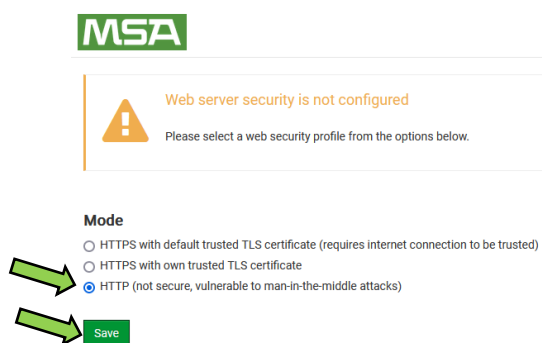 MSA
Web server security is not configured
Please select a web security profile from the options below.
Mode
HTTPS with default trusted TLS certificate (requires internet connection to be trusted)
HTTPS with own trusted TLS certificate
HTTP (not secure, vulnerable to man-in-the-middle attacks)
Save